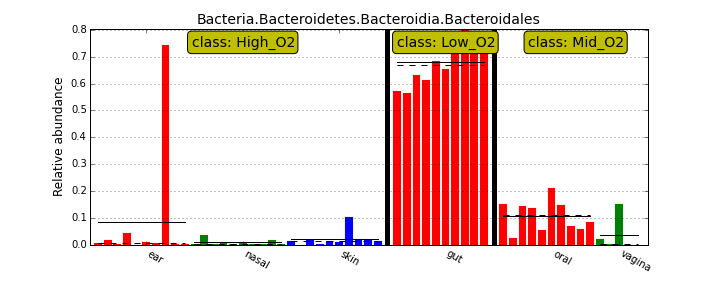 Bacteria.Bacteroidetes.Bacteroidia.Bacteroidales
class: High_O2 class: Low_O2 class: Mid_O2
Relative abundance
0.8
0.7
0.6
0.5
0.4
0.3
0.2
0.1
0.0
ear nasal skin gut oral vagina